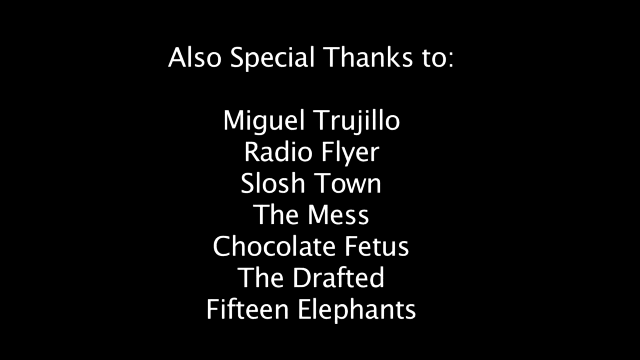 Also Special Thanks to:
Miguel Trujillo
Radio Flyer
Slosh Town
The Mess
Chocolate Fetus
The Drafted
Fifteen Elephants